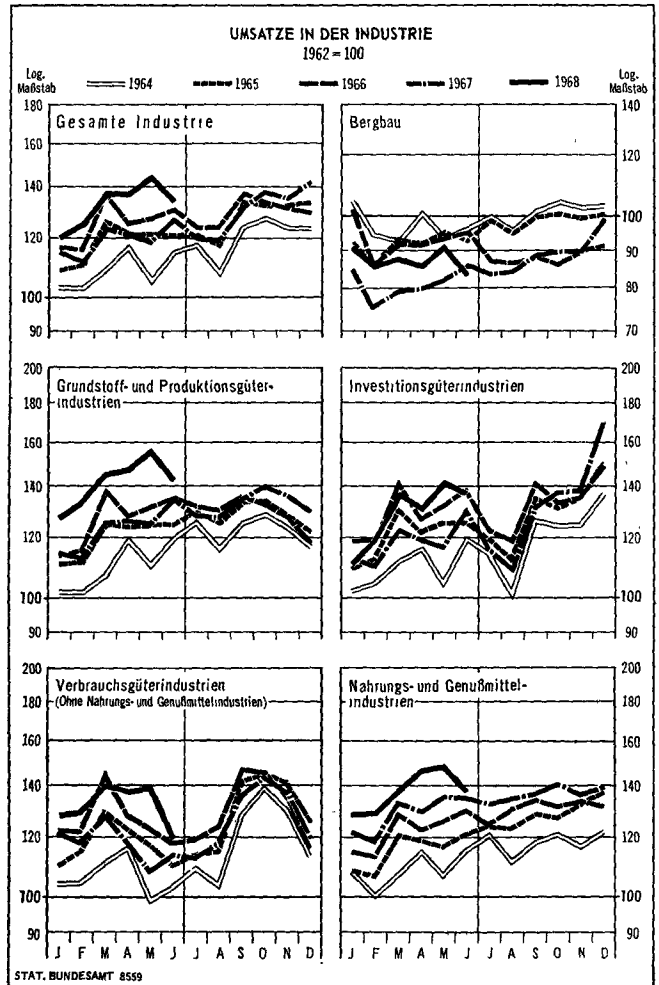 UMSATZE IN DER INDUSTRIE
1962 = 100
Log. Maßstab
1964
1965
1966
1967
1968
Log. Maßstab
Gesamte Industrie
180
160
140
120
100
90
Bergbau
140
120
100
90
80
70
Grundstoff- und Produktionsgüter-
industrien
200
180
160
140
120
100
90
Investitionsgüterindustrien
200
180
160
140
120
100
90
Verbrauchsgüterindustrien
(Ohne Nahrungs- und Genußmittelindustrien)
200
180
160
140
120
100
90
J F M A M J J A S O N D
Nahrungs- und Genußmittel-
industrien
200
180
160
140
120
100
90
J F M A M J J A S O N D
STAT. BUNDESAMT 8559